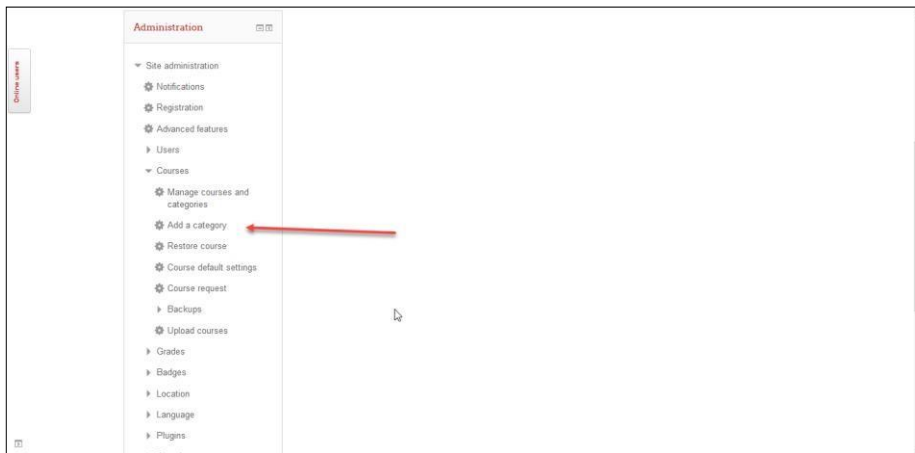 Administration
Online users
Site administration
Notifications
Registration
Advanced features
Users
Courses
Manage courses and
categories
Add a category
Restore course
Course default settings
Course request
Backups
Upload courses
Grades
Badges
Location
Language
Plugins